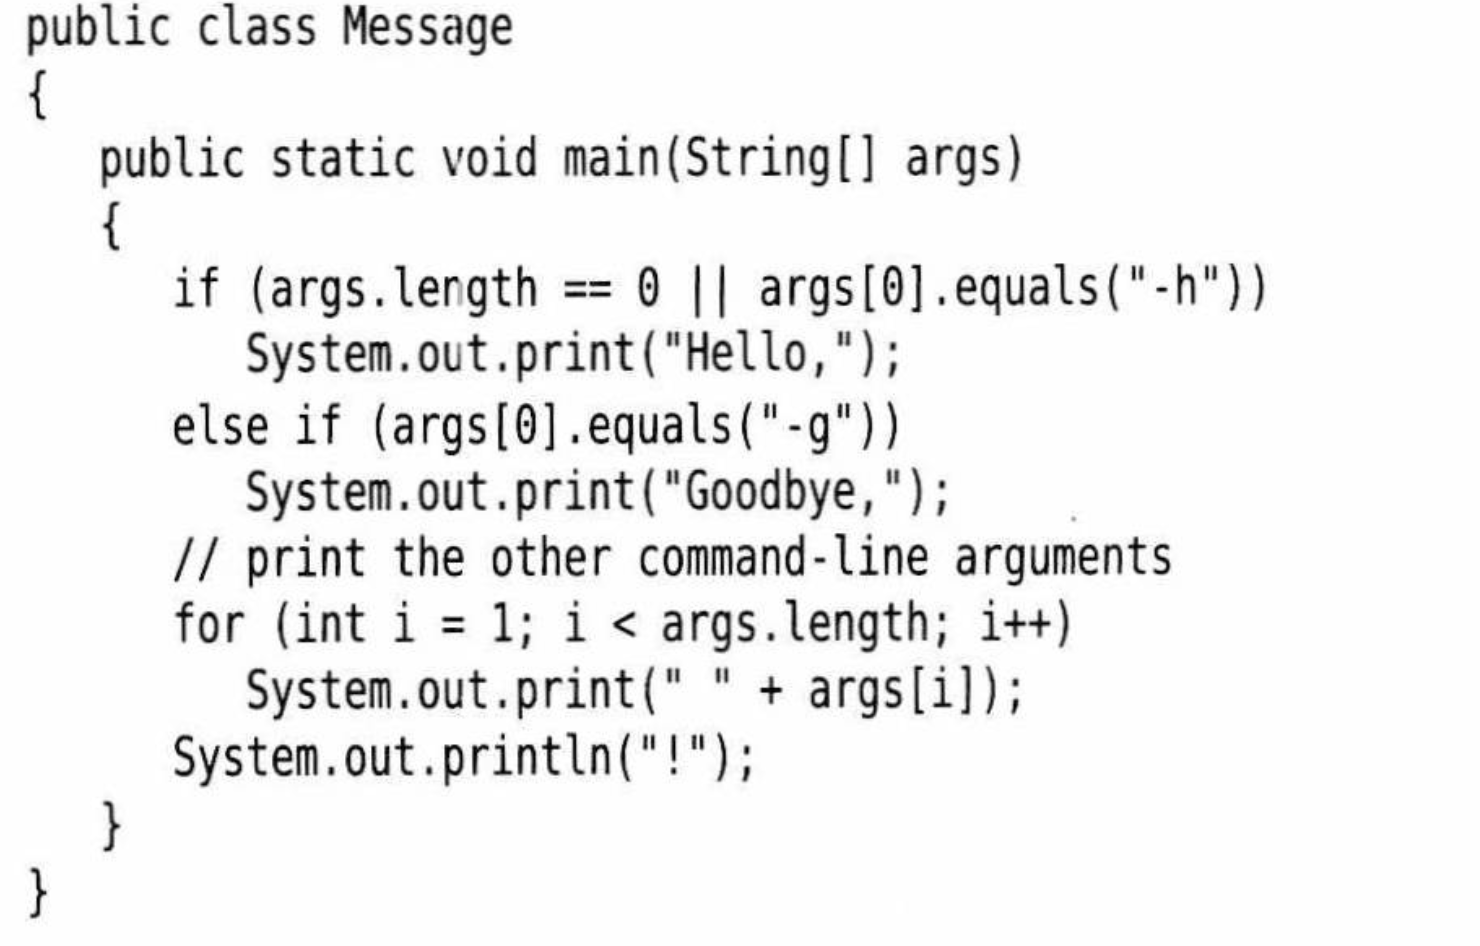 public class Message
{
   public static void main(String[] args)
   {
      if (args.length == 0 || args[0].equals("-h"))
         System.out.print("Hello,");
      else if (args[0].equals("-g"))
         System.out.print("Goodbye,");
      // print the other command-line arguments
      for (int i = 1; i < args.length; i++)
         System.out.print(" " + args[i]);
      System.out.println("!");
   }
}